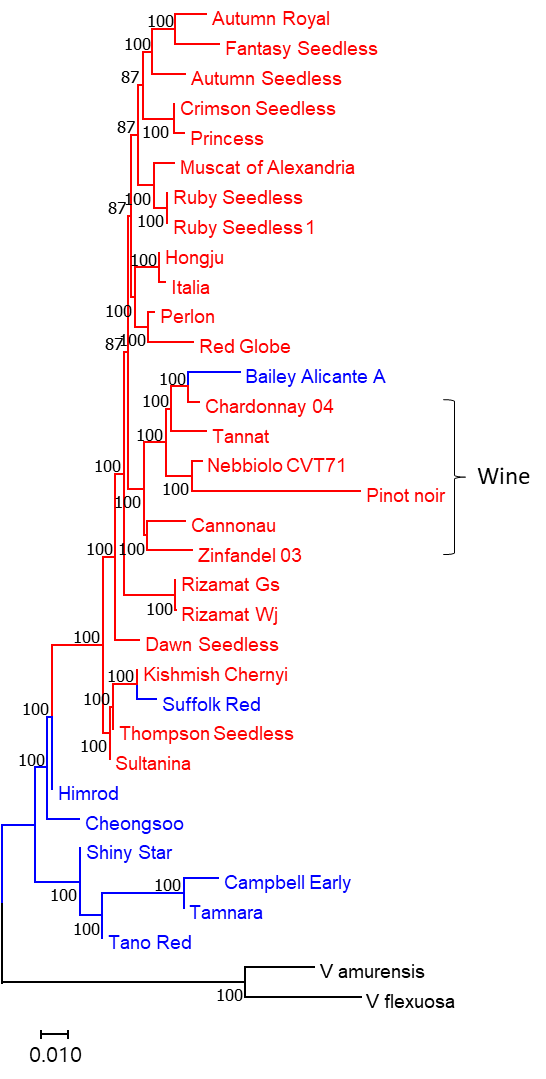 100
Autumn Royal
100
Fantasy Seedless
87
Autumn Seedless
Crimson Seedless
87
100
Princess
Muscat of Alexandria
100
Ruby Seedless
87
100
Ruby Seedless 1
100
Hongju
Italia
100
Perlon
87
100
Red Globe
100
Bailey Alicante A
100
Chardonnay 04
100
Tannat
100
Nebbiolo CVT71
Wine
100
Pinot noir
100
Cannonau
100
100
Zinfandel 03
Rizamat Gs
100
Rizamat Wj
100
Dawn Seedless
Kishmish Chernyi
100
Suffolk Red
100
Thompson Seedless
100
Sultanina
100
Himrod
Cheongsoo
Shiny Star
100
100
Campbell Early
Tamnara
100
Tano Red
V amurensis
100
V flexuosa
0.010